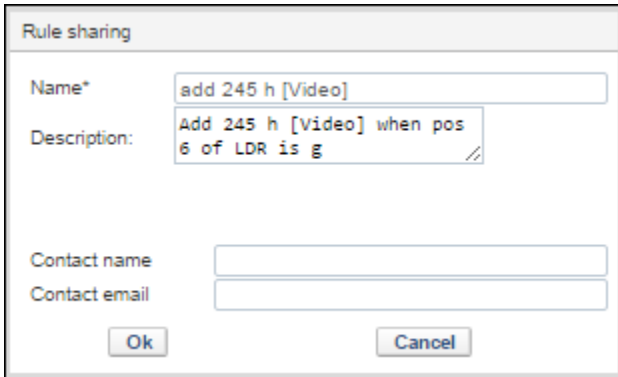 Rule sharing
Name*
add 245 h [Video]
Description:
Add 245 h [Video] when pos
6 of LDR is g
Contact name
Contact email
Ok Cancel